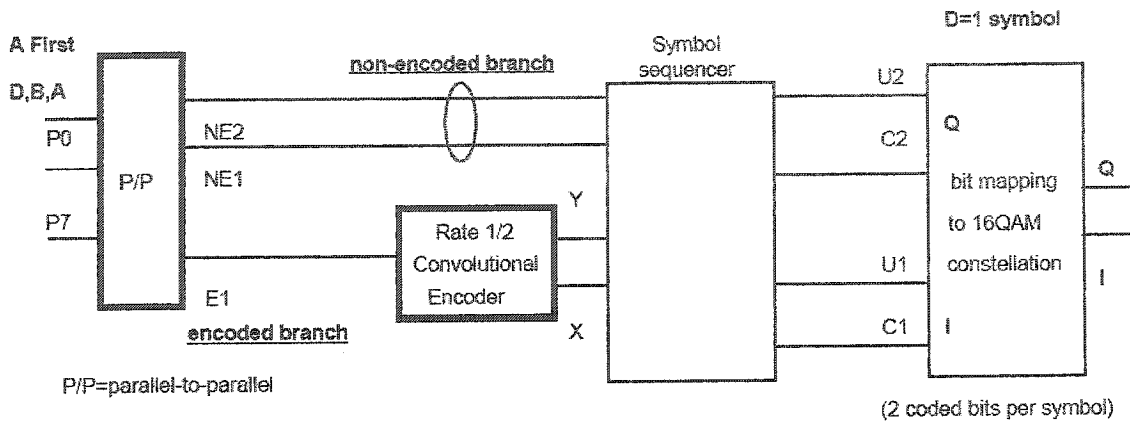 D=1 symbol
A First
Symbol
sequencer
non-encoded branch
D,B,A
U2
P0
NE2
Q
C2
P/P
NE1
bit mapping
Q
Y
P7
Rate 1/2
to 16QAM
Convolutional
U1
constellation
Encoder
I
E1
X
C1
I
encoded branch
P/P=parallel-to-parallel
(2 coded bits per symbol)